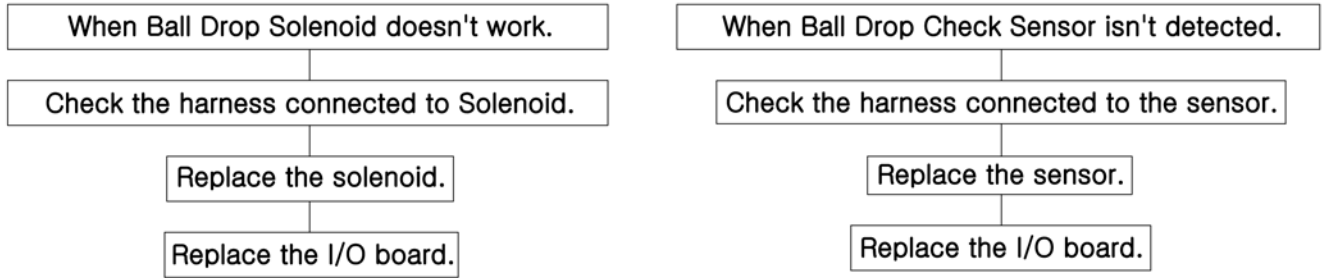 When Ball Drop Solenoid doesn't work.
Check the harness connected to Solenoid.
Replace the solenoid.
Replace the I/O board.
When Ball Drop Check Sensor isn't detected.
Check the harness connected to the sensor.
Replace the sensor.
Replace the I/O board.